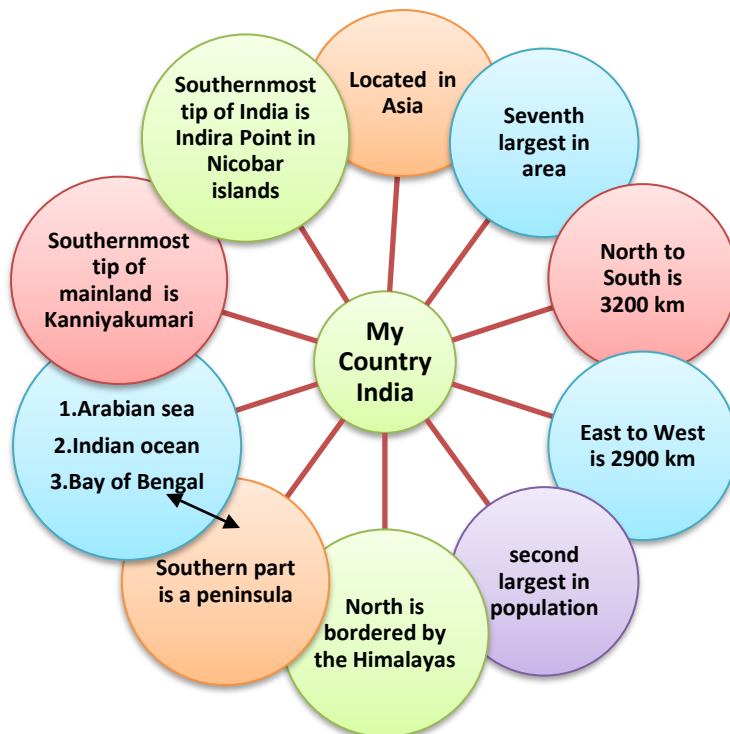 My
Country
India
Located in
Asia
Seventh
largest in
area
North to
South is
3200 km
East to West
is 2900 km
second
largest in
population
North is
bordered by
the Himalayas
Southern part
is a peninsula
1.Arabian sea
2.Indian ocean
3.Bay of Bengal
Southernmost
tip of
mainland is
Kanniyakumari
Southernmost
tip of India is
Indira Point in
Nicobar
islands